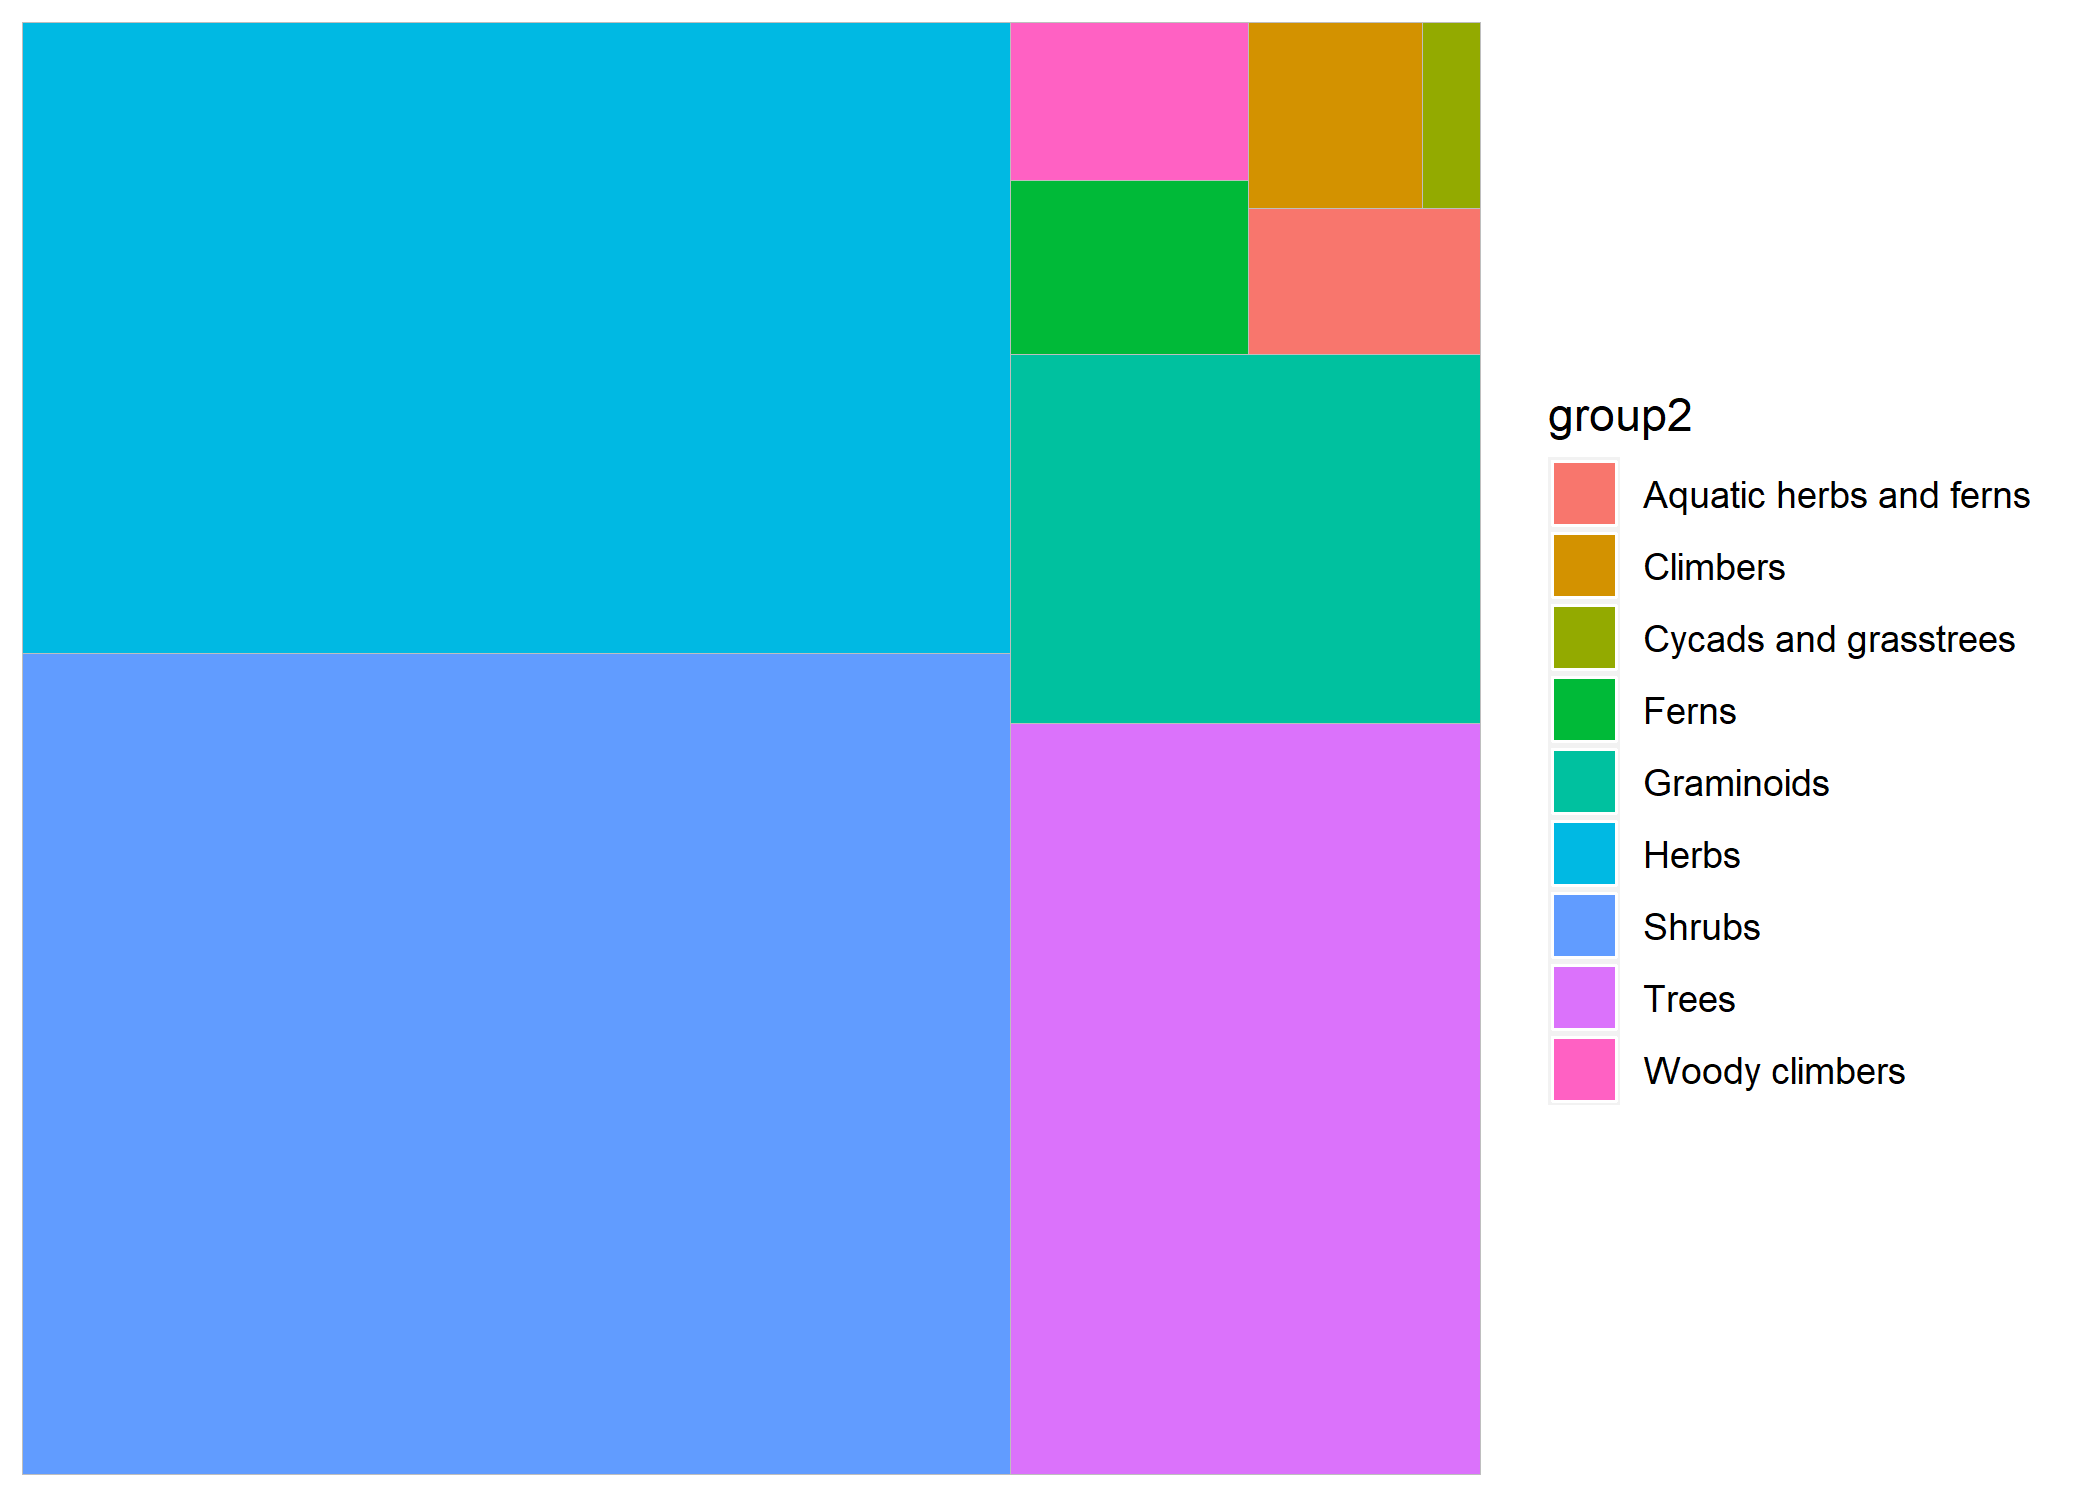 group2
Aquatic herbs and ferns
Climbers
Cycads and grasstrees
Ferns
Graminoids
Herbs
Shrubs
Trees
Woody climbers